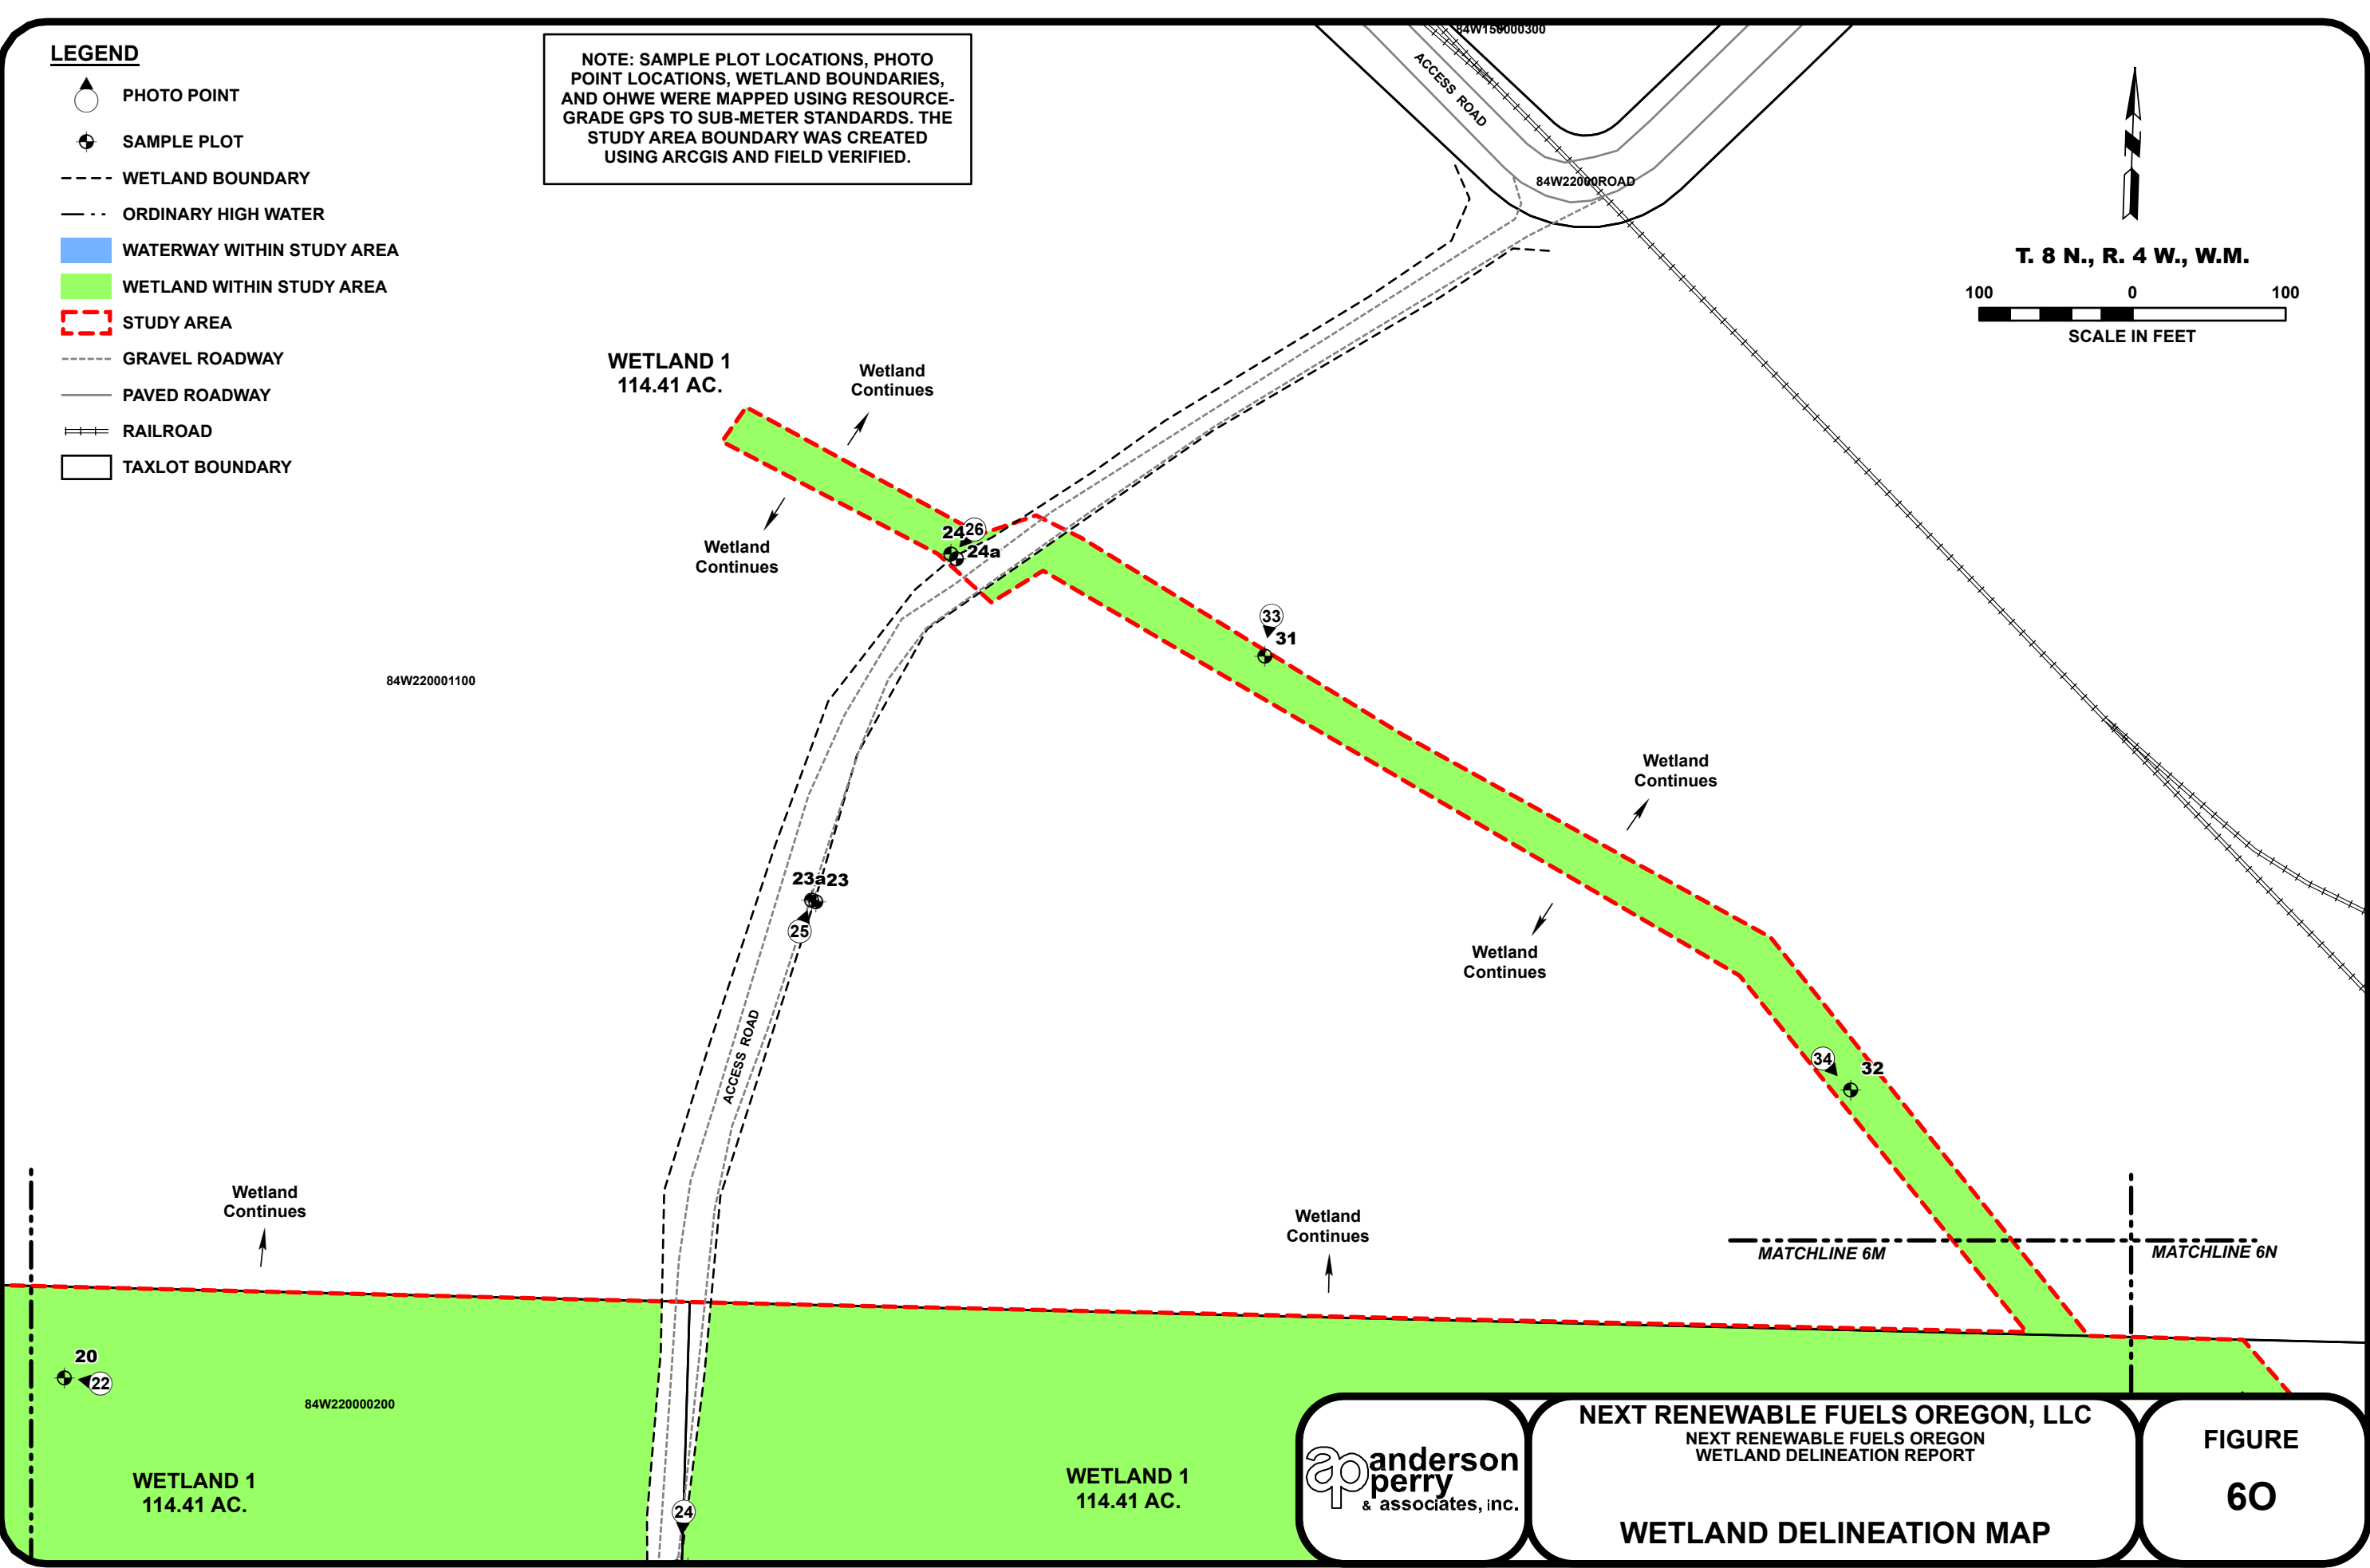 LEGEND
PHOTO POINT
SAMPLE PLOT
WETLAND BOUNDARY
ORDINARY HIGH WATER
WATERWAY WITHIN STUDY AREA
WETLAND WITHIN STUDY AREA
STUDY AREA
GRAVEL ROADWAY
PAVED ROADWAY
RAILROAD
TAXLOT BOUNDARY
NOTE: SAMPLE PLOT LOCATIONS, PHOTO
POINT LOCATIONS, WETLAND BOUNDARIES,
AND OHWE WERE MAPPED USING RESOURCE-
GRADE GPS TO SUB-METER STANDARDS. THE
STUDY AREA BOUNDARY WAS CREATED
USING ARCGIS AND FIELD VERIFIED.
84W150000300
ACCESS ROAD
84W22000ROAD
N
T. 8 N., R. 4 W., W.M.
100 0 100
SCALE IN FEET
WETLAND 1
114.41 AC.
Wetland
Continues
Wetland
Continues
24
26
24a
33
31
84W220001100
Wetland
Continues
23a
23
25
Wetland
Continues
ACCESS ROAD
34
32
Wetland
Continues
Wetland
Continues
MATCHLINE 6M
MATCHLINE 6N
20
22
84W220000200
WETLAND 1
114.41 AC.
24
WETLAND 1
114.41 AC.
ap
anderson
perry
& associates, inc.
NEXT RENEWABLE FUELS OREGON, LLC
NEXT RENEWABLE FUELS OREGON
WETLAND DELINEATION REPORT
WETLAND DELINEATION MAP
FIGURE
6O